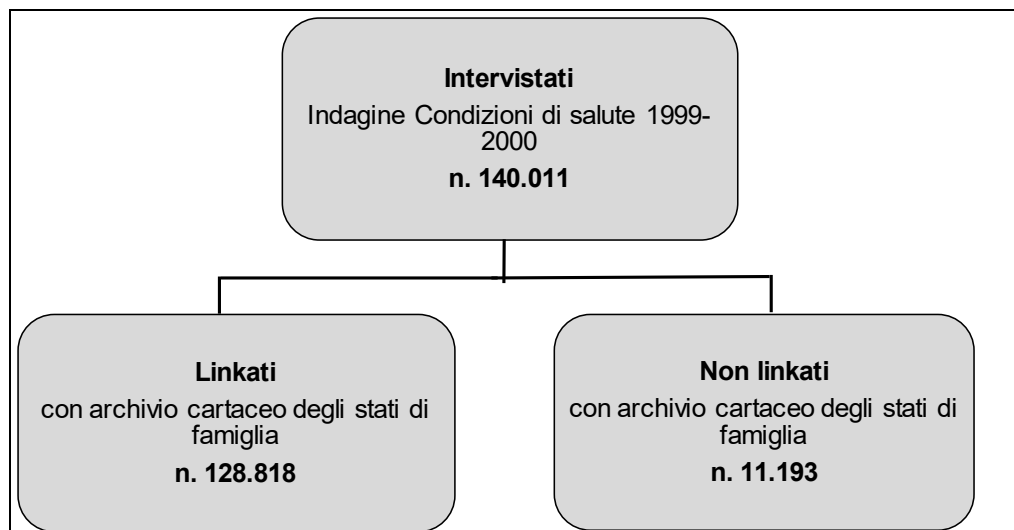 Intervistati
Indagine Condizioni di salute 1999-
2000
n. 140.011
Linkati
con archivio cartaceo degli stati di
famiglia
n. 128.818
Non linkati
con archivio cartaceo degli stati di
famiglia
n. 11.193